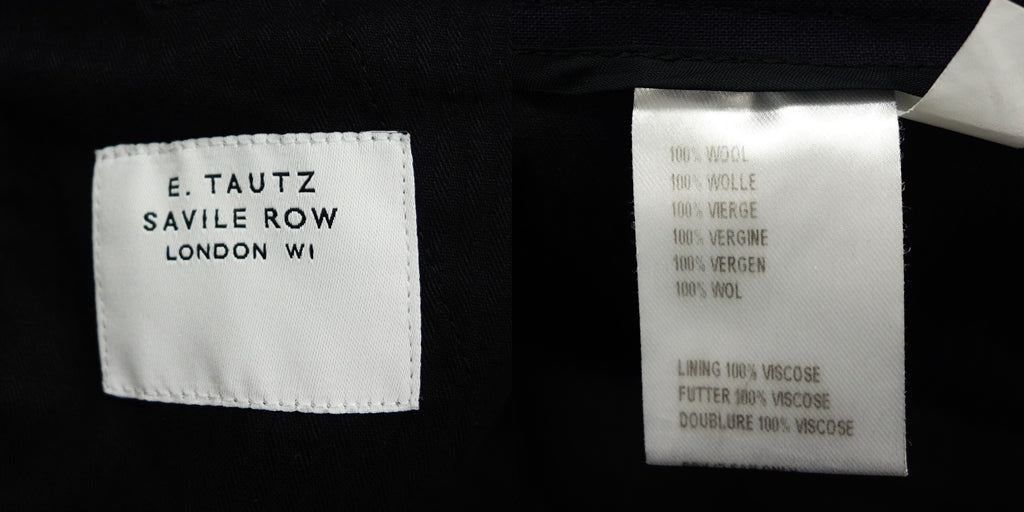 E. TAUTZ
SAVILE ROW
LONDON W1
100% WOOL
100% WOLLE
100% VIERGE
100% VERGINE
100% VERGEN
100% WOL
LINING 100% VISCOSE
FUTTER 100% VISCOSE
DOUBLURE 100% VISCOSE